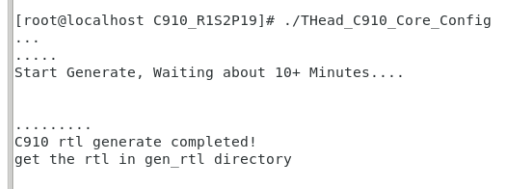 [root@localhost C910_R1S2P19]# ./THead_C910_Core_Config
...
.....
Start Generate, Waiting about 10+ Minutes....
.........
C910 rtl generate completed!
get the rtl in gen_rtl directory